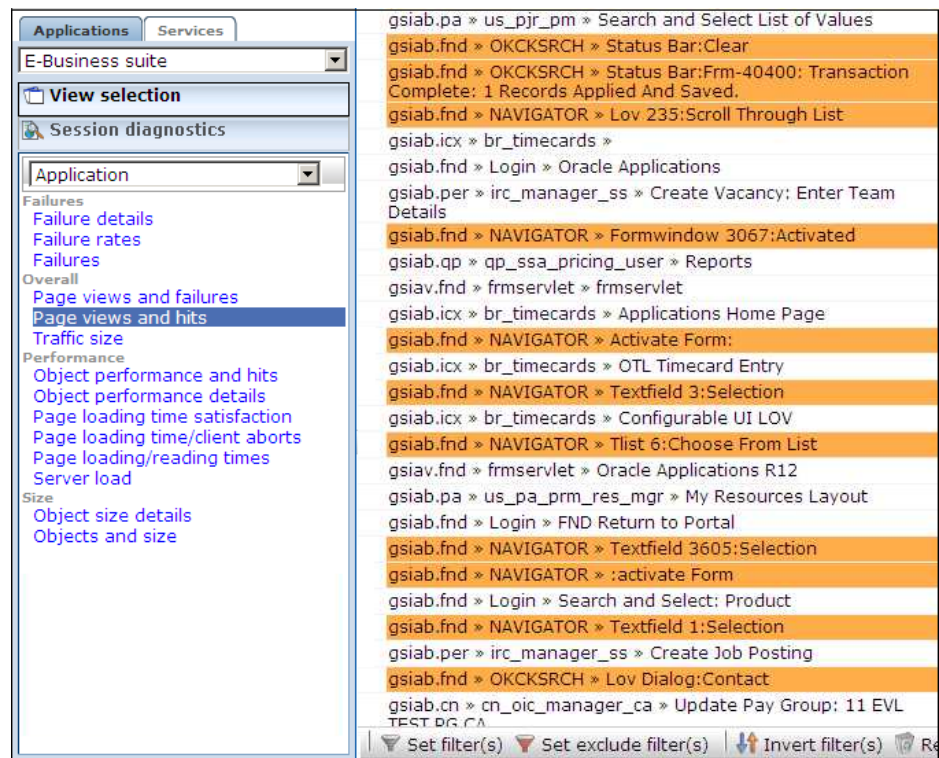 Applications Services
E-Business suite
View selection
Session diagnostics
Application
Failures
Failure details
Failure rates
Failures
Overall
Page views and failures
Page views and hits
Traffic size
Performance
Object performance and hits
Object performance details
Page loading time satisfaction
Page loading time/client aborts
Page loading/reading times
Server load
Size
Object size details
Objects and size
gsiab.pa » us_pjr_pm » Search and Select List of Values
gsiab.fnd » OKCKSRCH » Status Bar:Clear
gsiab.fnd » OKCKSRCH » Status Bar:Frm-40400: Transaction
Complete: 1 Records Applied And Saved.
gsiab.fnd » NAVIGATOR » Lov 235:Scroll Through List
gsiab.icx » br_timecards »
gsiab.fnd » Login » Oracle Applications
gsiab.per » irc_manager_ss » Create Vacancy: Enter Team
Details
gsiab.fnd » NAVIGATOR » Formwindow 3067:Activated
gsiab.qp » qp_ssa_pricing_user » Reports
gsiav.fnd » frmservlet » frmservlet
gsiab.icx » br_timecards » Applications Home Page
gsiab.fnd » NAVIGATOR » Activate Form:
gsiab.icx » br_timecards » OTL Timecard Entry
gsiab.fnd » NAVIGATOR » Textfield 3:Selection
gsiab.icx » br_timecards » Configurable UI LOV
gsiab.fnd » NAVIGATOR » Tlist 6:Choose From List
gsiav.fnd » frmservlet » Oracle Applications R12
gsiab.pa » us_pa_prm_res_mgr » My Resources Layout
gsiab.fnd » Login » FND Return to Portal
gsiab.fnd » NAVIGATOR » Textfield 3605:Selection
gsiab.fnd » NAVIGATOR » :activate Form
gsiab.fnd » Login » Search and Select: Product
gsiab.fnd » NAVIGATOR » Textfield 1:Selection
gsiab.per » irc_manager_ss » Create Job Posting
gsiab.fnd » OKCKSRCH » Lov Dialog:Contact
gsiab.cn » cn_oic_manager_ca » Update Pay Group: 11 EVL
TEST PG CA
Set filter(s) Set exclude filter(s) Invert filter(s) Re